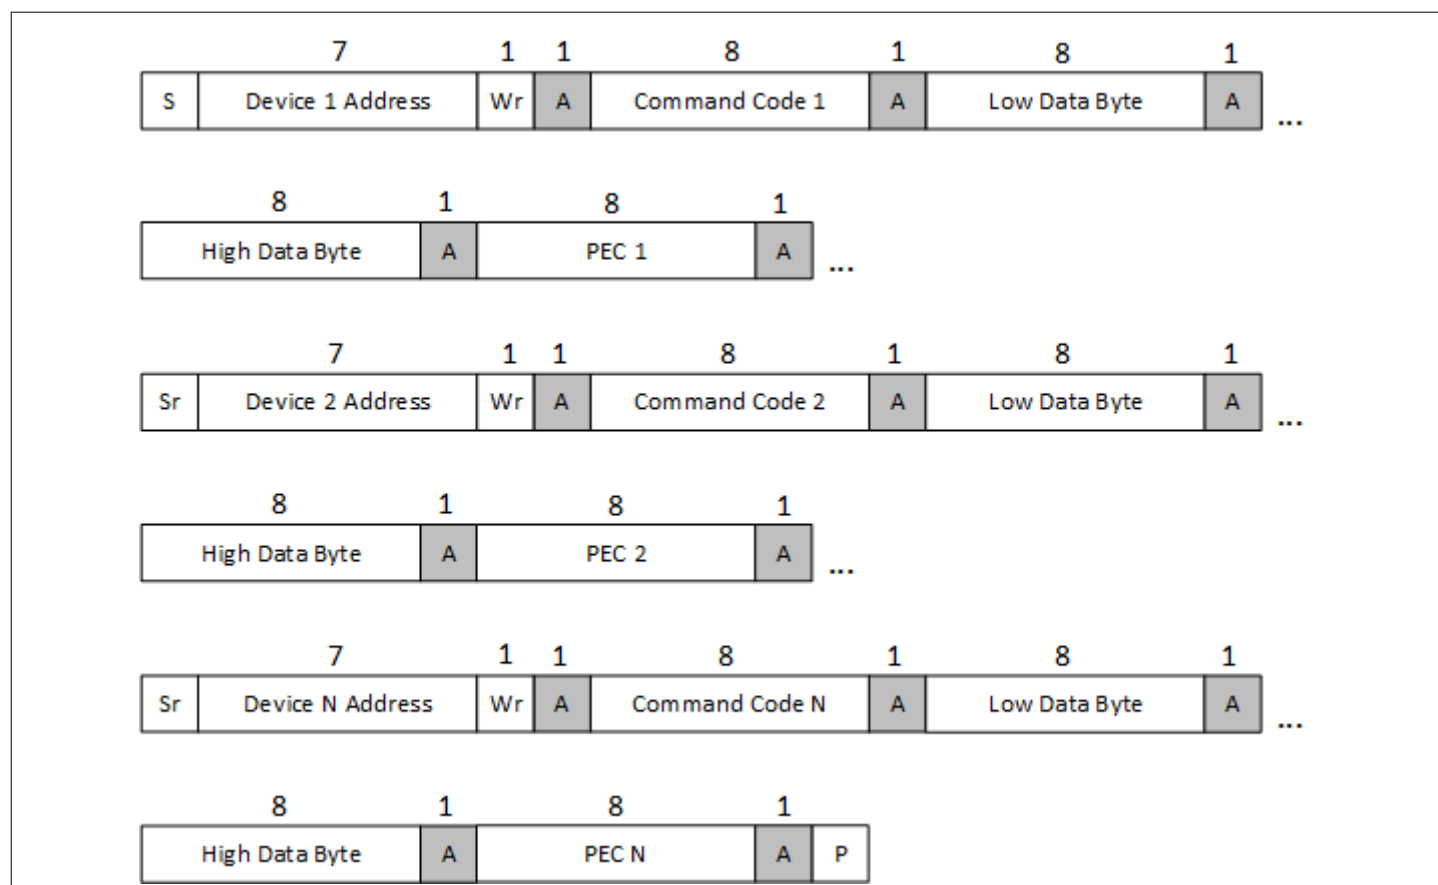 7 1 1 8 1 8 1
S Device 1 Address Wr A Command Code 1 A Low Data Byte A ...
8 1 8 1
High Data Byte A PEC 1 A ...
7 1 1 8 1 8 1
Sr Device 2 Address Wr A Command Code 2 A Low Data Byte A ...
8 1 8 1
High Data Byte A PEC 2 A ...
7 1 1 8 1 8 1
Sr Device N Address Wr A Command Code N A Low Data Byte A ...
8 1 8 1
High Data Byte A PEC N A P